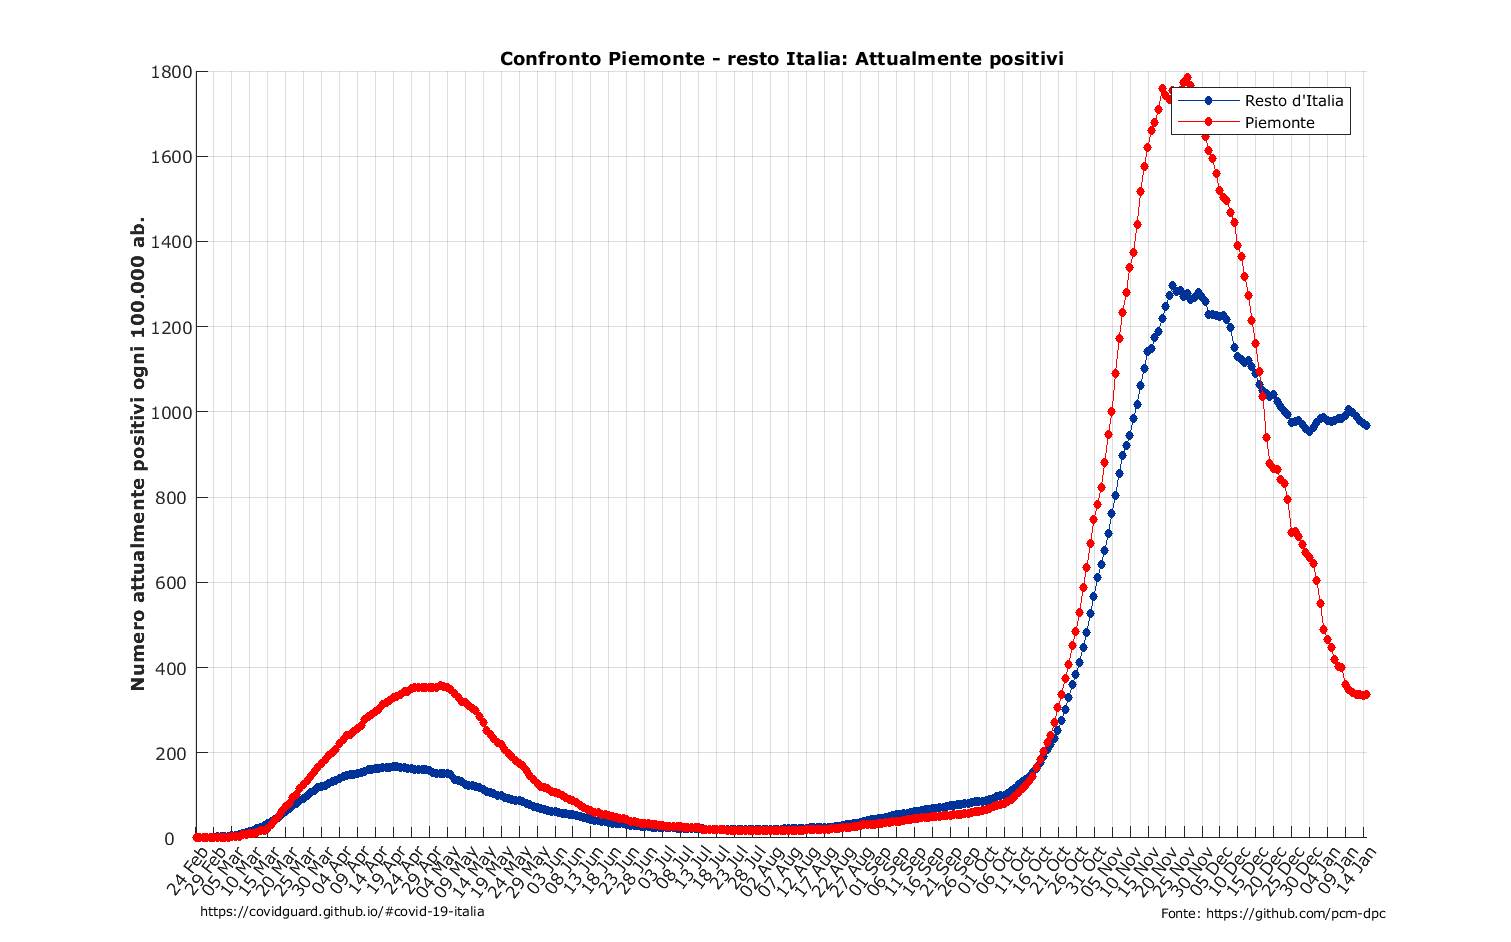 Confronto Piemonte - resto Italia: Attualmente positivi
Numero attualmente positivi ogni 100.000 ab.
1800
1600
1400
1200
1000
800
600
400
200
0
Resto d'Italia
Piemonte
24 Feb
29 Feb
05 Mar
10 Mar
15 Mar
20 Mar
25 Mar
30 Mar
04 Apr
09 Apr
14 Apr
19 Apr
24 Apr
29 Apr
04 May
09 May
14 May
19 May
24 May
29 May
03 Jun
08 Jun
13 Jun
18 Jun
23 Jun
28 Jun
03 Jul
08 Jul
13 Jul
18 Jul
23 Jul
28 Jul
02 Aug
07 Aug
12 Aug
17 Aug
22 Aug
27 Aug
01 Sep
06 Sep
11 Sep
16 Sep
21 Sep
26 Sep
01 Oct
06 Oct
11 Oct
16 Oct
21 Oct
26 Oct
31 Oct
05 Nov
10 Nov
15 Nov
20 Nov
25 Nov
30 Nov
05 Dec
10 Dec
15 Dec
20 Dec
25 Dec
30 Dec
04 Jan
09 Jan
14 Jan
https://covidguard.github.io/#covid-19-italia
Fonte: https://github.com/pcm-dpc